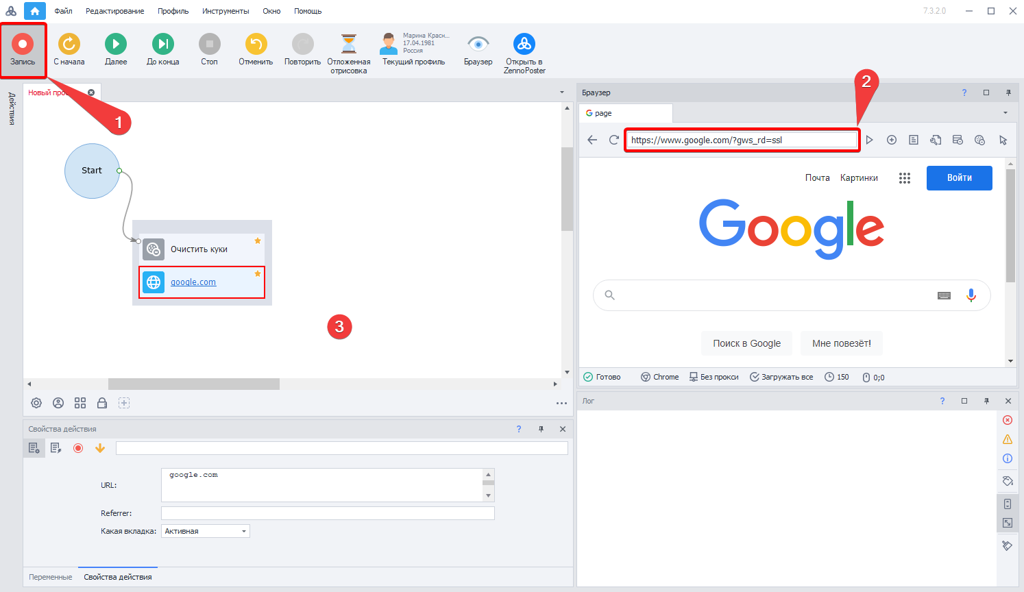 Файл Редактирование Профиль Инструменты Окно Помощь 7.3.2.0
Запись
С начала
Далее
До конца
Стоп
Отменить
Повторить
Отложенная
отрисовка
Марина Краск...
17.04.1981
Россия
Текущий профиль
Браузер
Открыть в
ZennoPoster
Действия
Новый про
1
Start
Очистить куки
google.com
3
Свойства действия
URL:
google.com
Referrer:
Какая вкладка: Активная
Переменные Свойства действия
Браузер
2
G page
https://www.google.com/?gws_rd=ssl
Почта Картинки Войти
Google
Поиск в Google Мне повезёт!
Готово Chrome Без прокси Загружать все 150 0;0
Лог